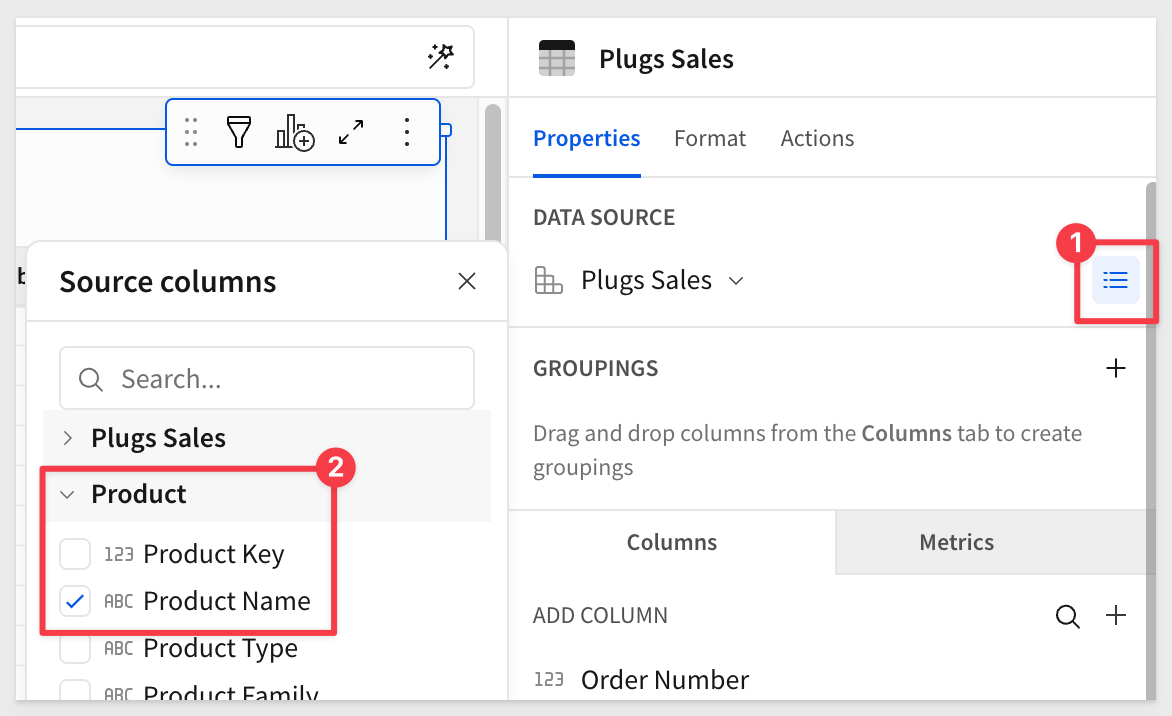 Plugs Sales
Properties Format Actions
DATA SOURCE
1
Plugs Sales
GROUPINGS
Drag and drop columns from the Columns tab to create
groupings
Columns Metrics
ADD COLUMN
123 Order Number
Source columns
Search...
Plugs Sales
2
Product
123 Product Key
ABC Product Name
ABC Product Type
ABC Product Family